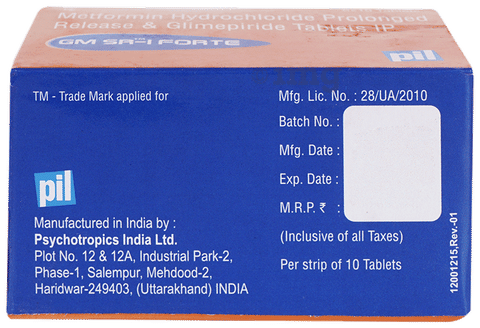 Metformin Hydrochloride Prolonged
Release & Glimepiride Tablets IP
GM SR-1 FORTE
pil
TM - Trade Mark applied for
Mfg. Lic. No. : 28/UA/2010
Batch No. :
Mfg. Date :
Exp. Date :
M.R.P. ₹ :
(Inclusive of all Taxes)
Per strip of 10 Tablets
pil
Manufactured in India by :
Psychotropics India Ltd.
Plot No. 12 & 12A, Industrial Park-2,
Phase-1, Salempur, Mehdood-2,
Haridwar-249403, (Uttarakhand) INDIA
12001215,Rev.-01